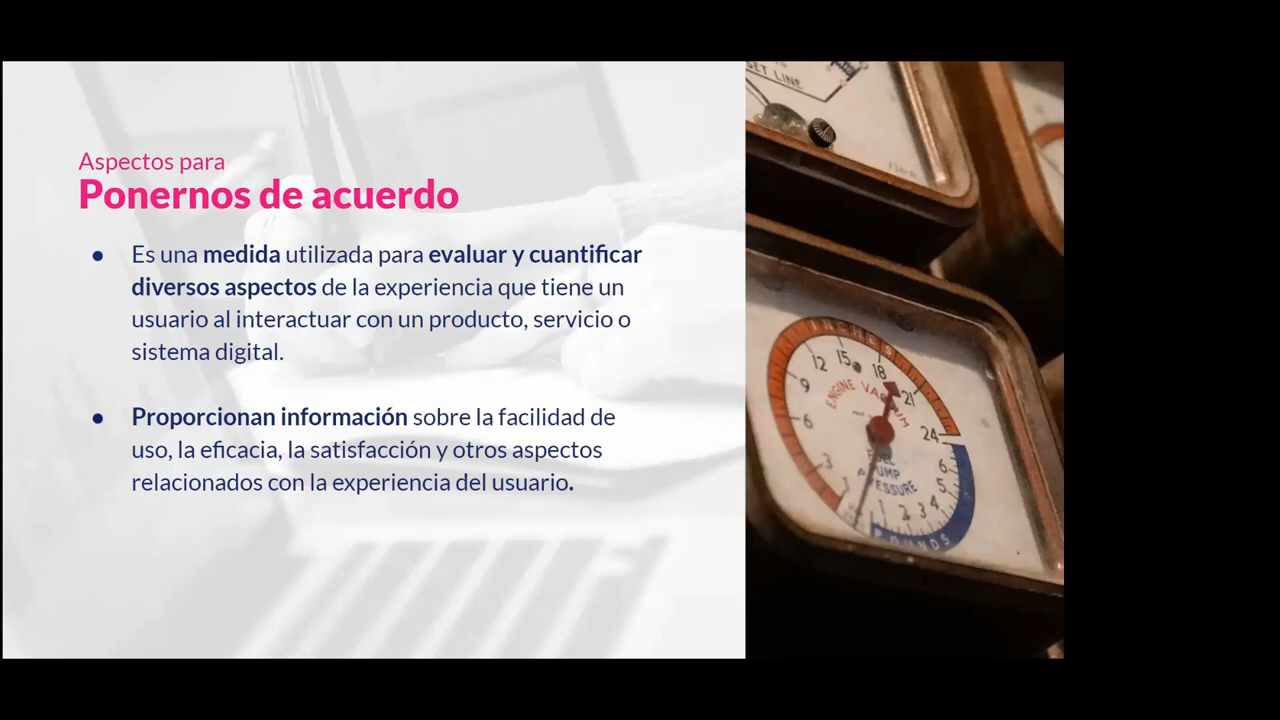 Aspectos para
Ponernos de acuerdo
● Es una medida utilizada para evaluar y cuantificar
diversos aspectos de la experiencia que tiene un
usuario al interactuar con un producto, servicio o
sistema digital.
● Proporcionan información sobre la facilidad de
uso, la eficacia, la satisfacción y otros aspectos
relacionados con la experiencia del usuario.
SET LINE
INCHES
12 15 18 21 24
9
6
3
ENGINE VACUUM
FUEL
PUMP
PRESSURE
6
5
4
3
2
1
POUNDS